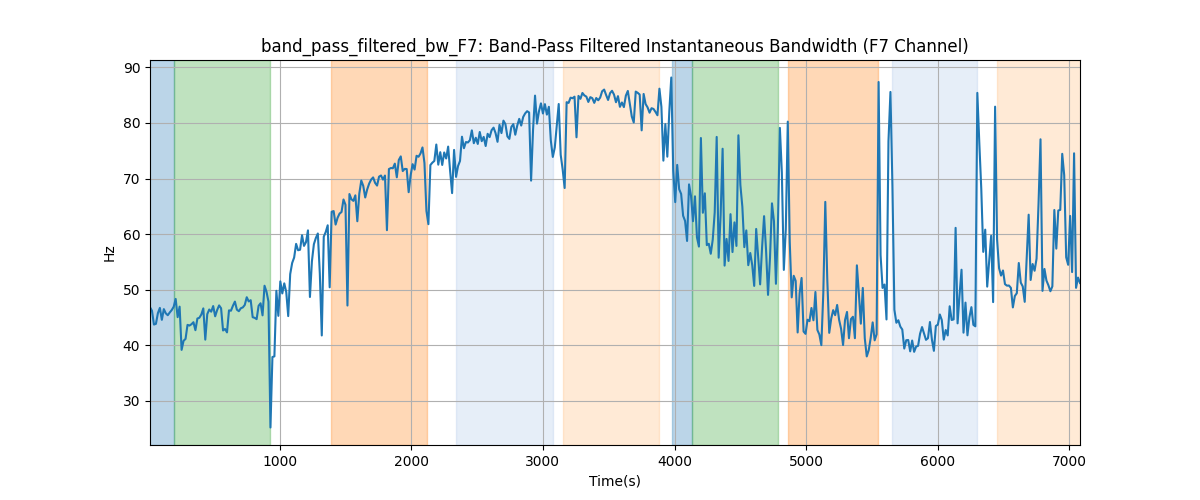 band_pass_filtered_bw_F7: Band-Pass Filtered Instantaneous Bandwidth (F7 Channel)
90
80
70
60
50
40
30
Hz
1000 2000 3000 4000 5000 6000 7000
Time(s)